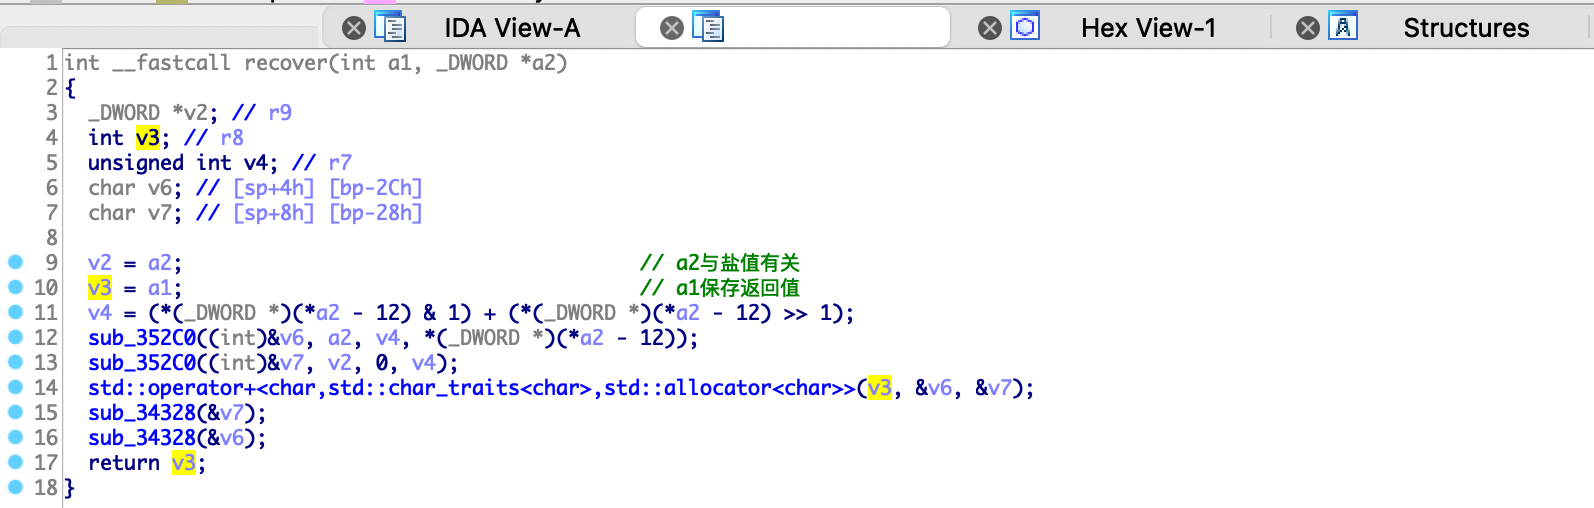 IDA View-A Hex View-1 Structures
1 int __fastcall recover(int a1, _DWORD *a2)
2 {
3 _DWORD *v2; // r9
4 int v3; // r8
5 unsigned int v4; // r7
6 char v6; // [sp+4h] [bp-2Ch]
7 char v7; // [sp+8h] [bp-28h]
8
9 v2 = a2; // a2与盐值有关
10 v3 = a1; // a1保存返回值
11 v4 = (*(_DWORD *)(*a2 - 12) & 1) + (*(_DWORD *)(*a2 - 12) >> 1);
12 sub_352C0((int)&v6, a2, v4, *(_DWORD *)(*a2 - 12));
13 sub_352C0((int)&v7, v2, 0, v4);
14 std::operator+<char,std::char_traits<char>,std::allocator<char>>(v3, &v6, &v7);
15 sub_34328(&v7);
16 sub_34328(&v6);
17 return v3;
18 }